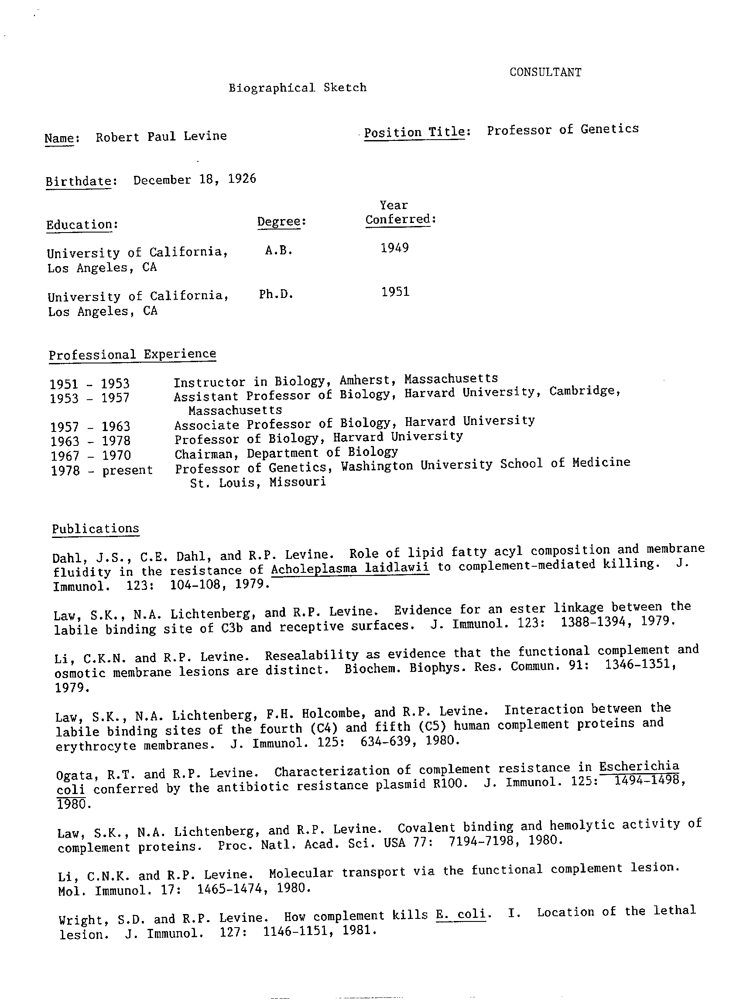 CONSULTANT
Biographical Sketch
Name: Robert Paul Levine Position Title: Professor of Genetics
Birthdate: December 18, 1926
Year
Education: Degree: Conferred:
University of California, A.B. 1949
Los Angeles, CA
University of California, Ph.D. 1951
Los Angeles, CA
Professional Experience
1951 - 1953 Instructor in Biology, Amherst, Massachusetts
1953 - 1957 Assistant Professor of Biology, Harvard University, Cambridge,
Massachusetts
1957 - 1963 Associate Professor of Biology, Harvard University
1963 - 1978 Professor of Biology, Harvard University
1967 - 1970 Chairman, Department of Biology
1978 - present Professor of Genetics, Washington University School of Medicine
St. Louis, Missouri
Publications
Dahl, J.S., C.E. Dahl, and R.P. Levine. Role of lipid fatty acyl composition and membrane
fluidity in the resistance of Acholeplasma laidlawii to complement-mediated killing. J.
Immunol. 123: 104-108, 1979.
Law, S.K., N.A. Lichtenberg, and R.P. Levine. Evidence for an ester linkage between the
labile binding site of C3b and receptive surfaces. J. Immunol. 123: 1388-1394, 1979.
Li, C.K.N. and R.P. Levine. Resealability as evidence that the functional complement and
osmotic membrane lesions are distinct. Biochem. Biophys. Res. Commun. 91: 1346-1351,
1979.
Law, S.K., N.A. Lichtenberg, F.H. Holcombe, and R.P. Levine. Interaction between the
labile binding sites of the fourth (C4) and fifth (C5) human complement proteins and
erythrocyte membranes. J. Immunol. 125: 634-639, 1980.
Ogata, R.T. and R.P. Levine. Characterization of complement resistance in Escherichia
coli conferred by the antibiotic resistance plasmid R100. J. Immunol. 125: 1494-1498,
1980.
Law, S.K., N.A. Lichtenberg, and R.P. Levine. Covalent binding and hemolytic activity of
complement proteins. Proc. Natl. Acad. Sci. USA 77: 7194-7198, 1980.
Li, C.N.K. and R.P. Levine. Molecular transport via the functional complement lesion.
Mol. Immunol. 17: 1465-1474, 1980.
Wright, S.D. and R.P. Levine. How complement kills E. coli. I. Location of the lethal
lesion. J. Immunol. 127: 1146-1151, 1981.